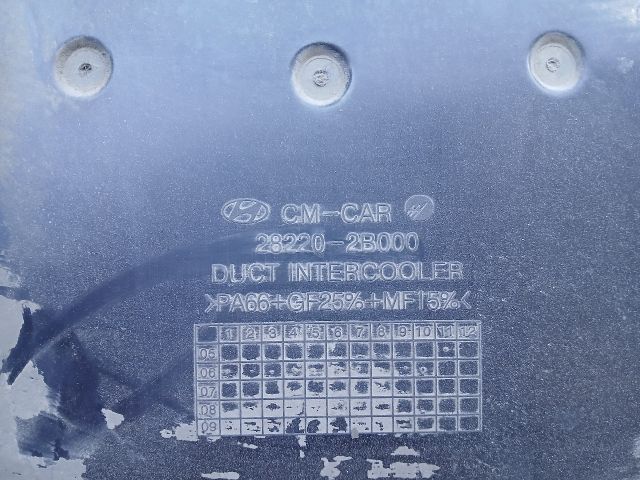 CM-CAR
28220-2B000
DUCT INTERCOOLER
>PA66+GF25%+MF15%<
1 2 3 4 5 6 7 8 9 10 11 12
05
06
07
08
09